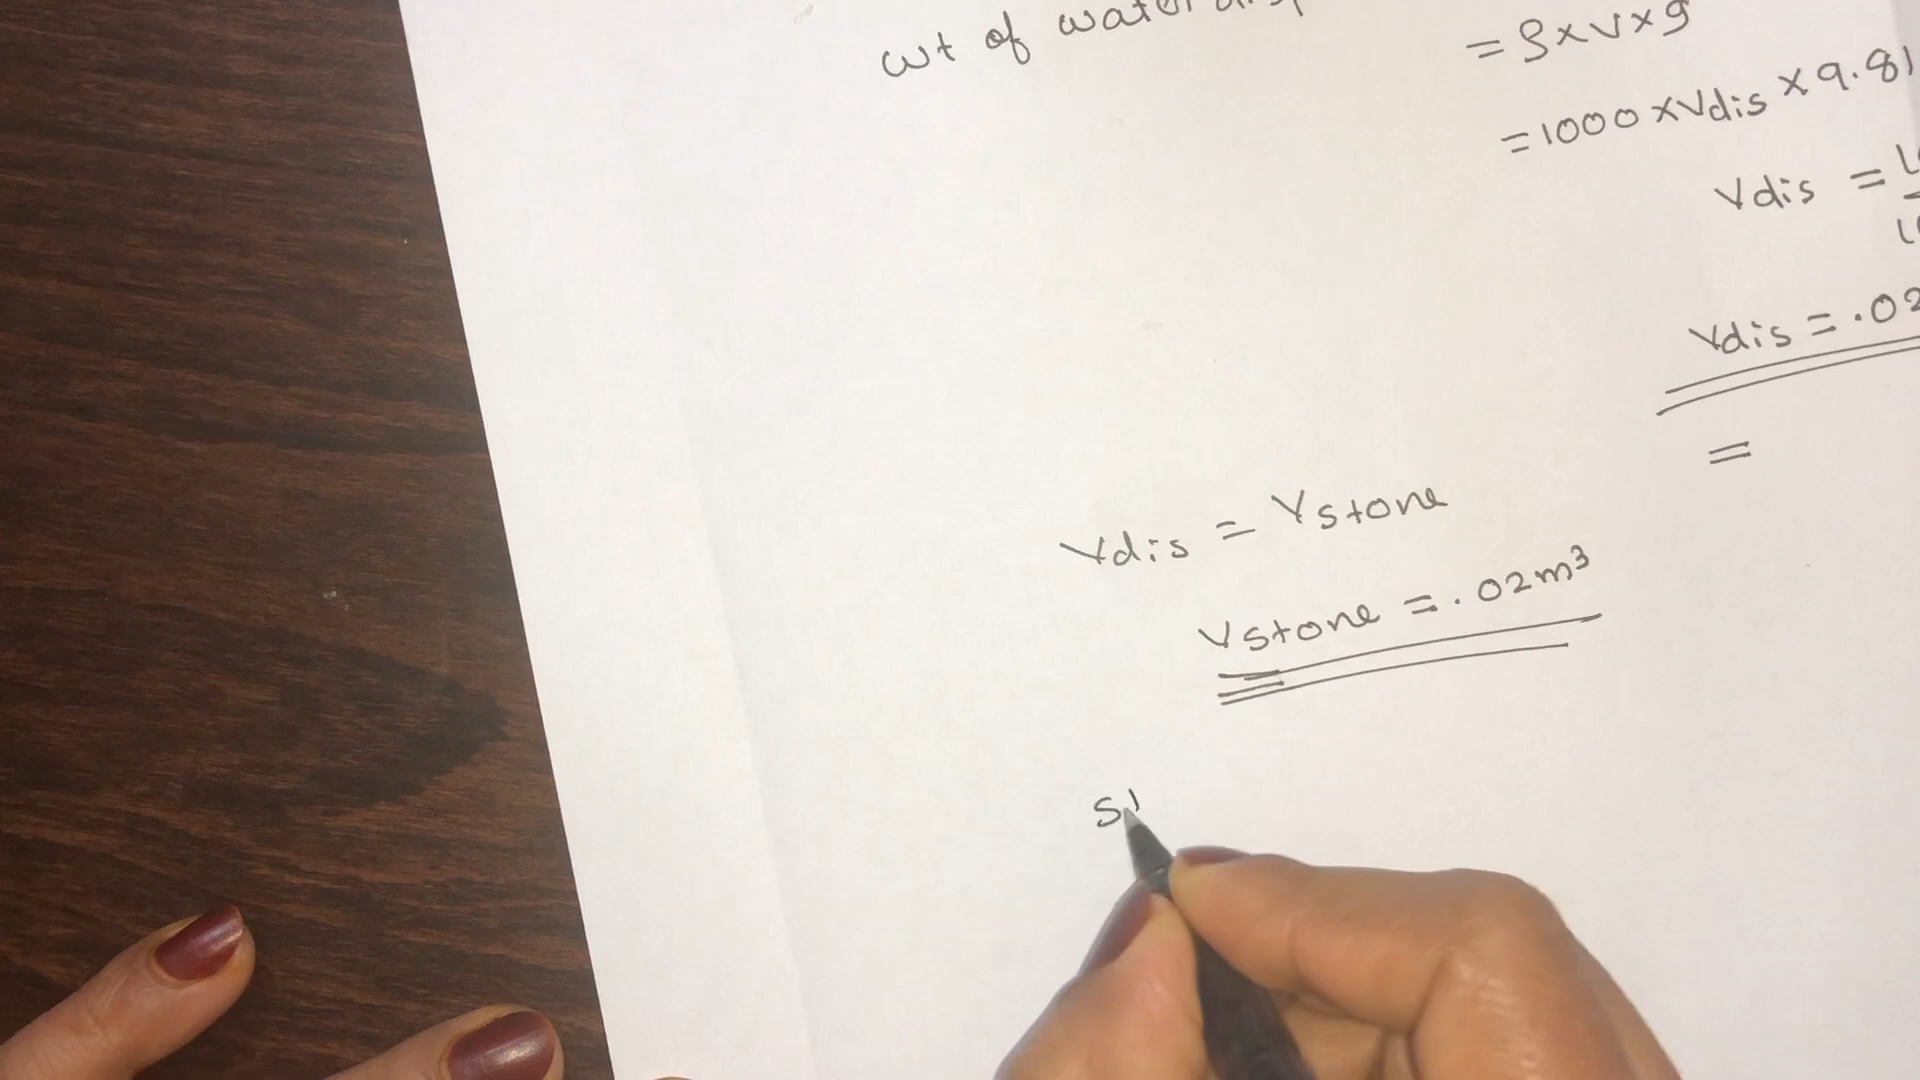 wt of water
= ρ×V×g
=1000×Vdis×9.81
Vdis =
Vdis = .02
=
Vdis = Vstone
Vstone = .02m³
S